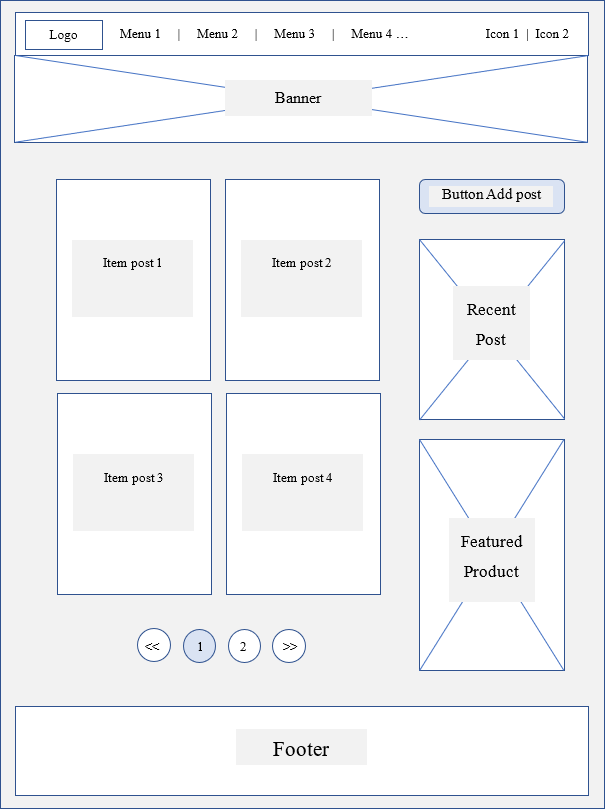 Logo Menu 1 | Menu 2 | Menu 3 | Menu 4 … Icon 1 | Icon 2
Banner
Item post 1
Item post 2
Button Add post
Recent
Post
Item post 3
Item post 4
Featured
Product
<< 1 2 >>
Footer